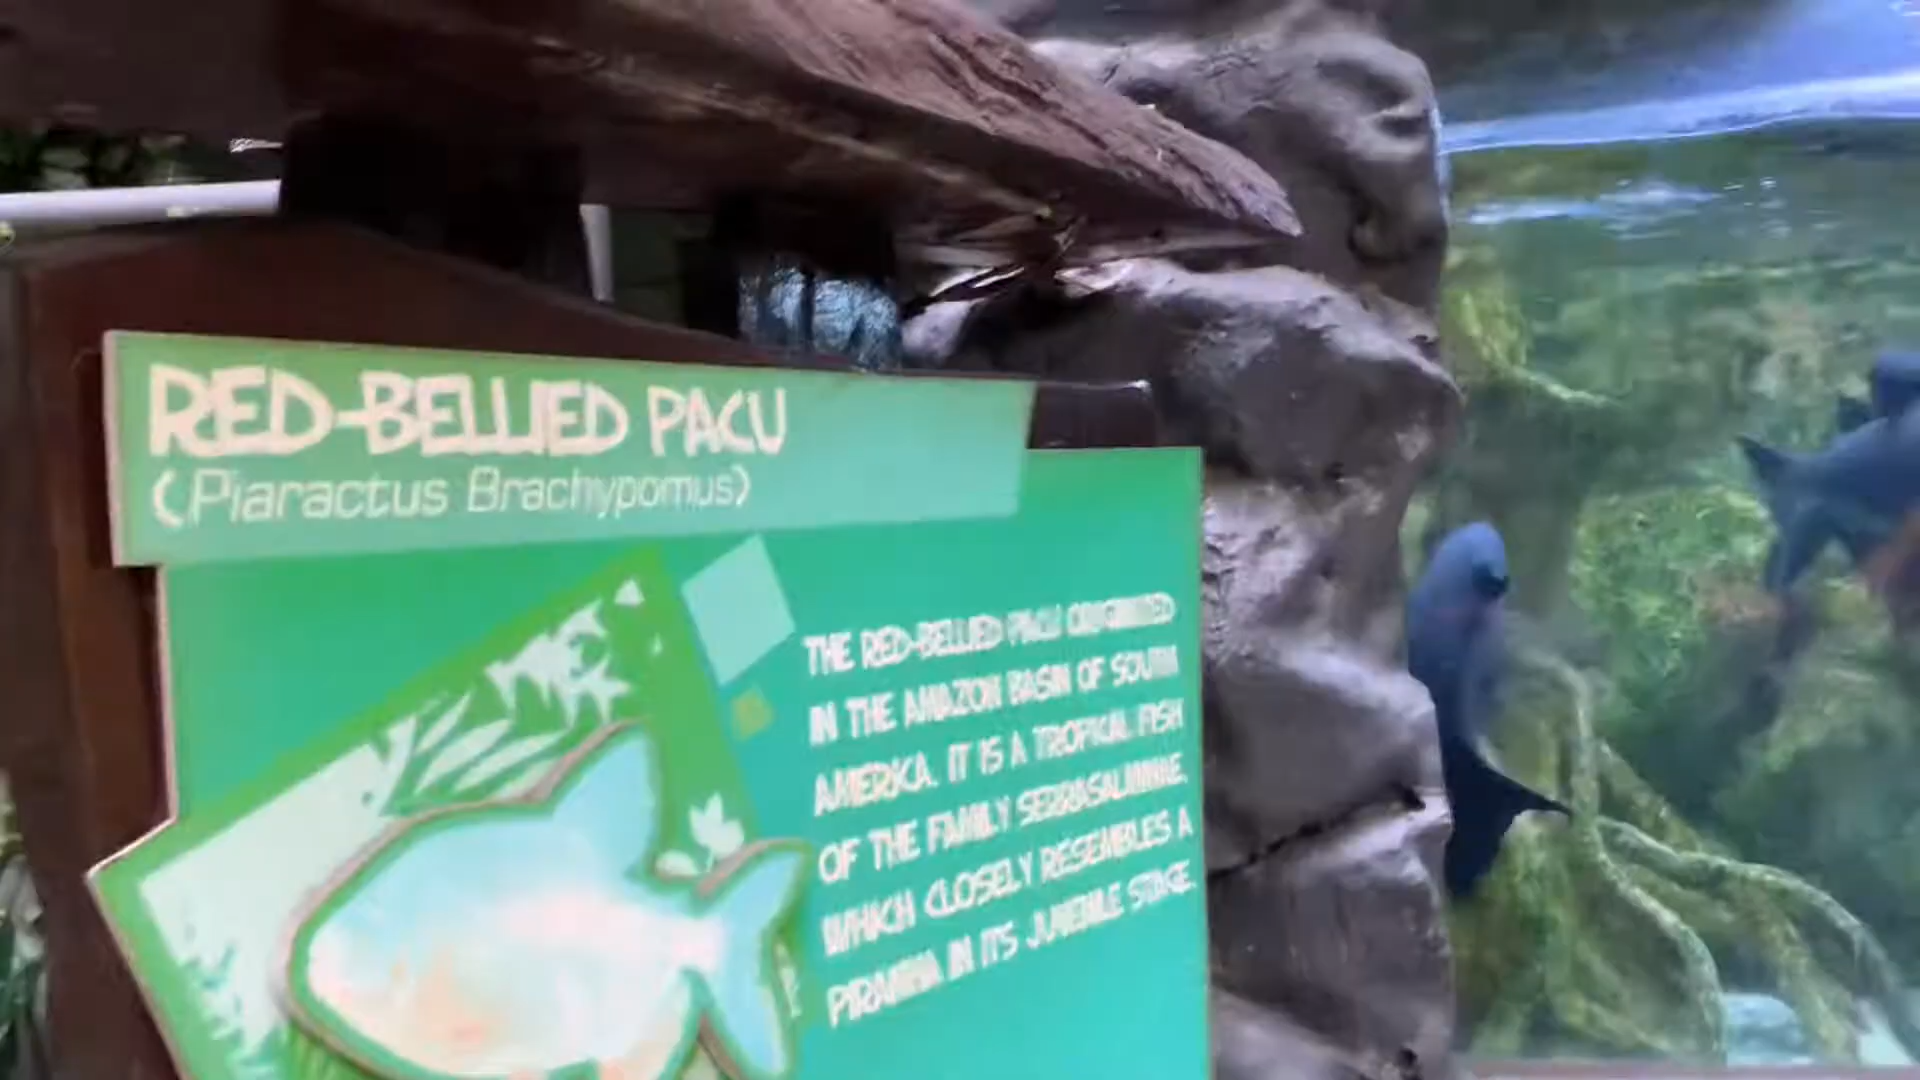 RED-BELLIED PACU
(Piaractus Brachypomus)
THE RED-BELLIED PACU ORIGINATED
IN THE AMAZON BASIN OF SOUTH
AMERICA. IT IS A TROPICAL FISH
OF THE FAMILY SERRASALMINAE,
WHICH CLOSELY RESEMBLES A
PIRANHA IN ITS JUVENILE STAGE.